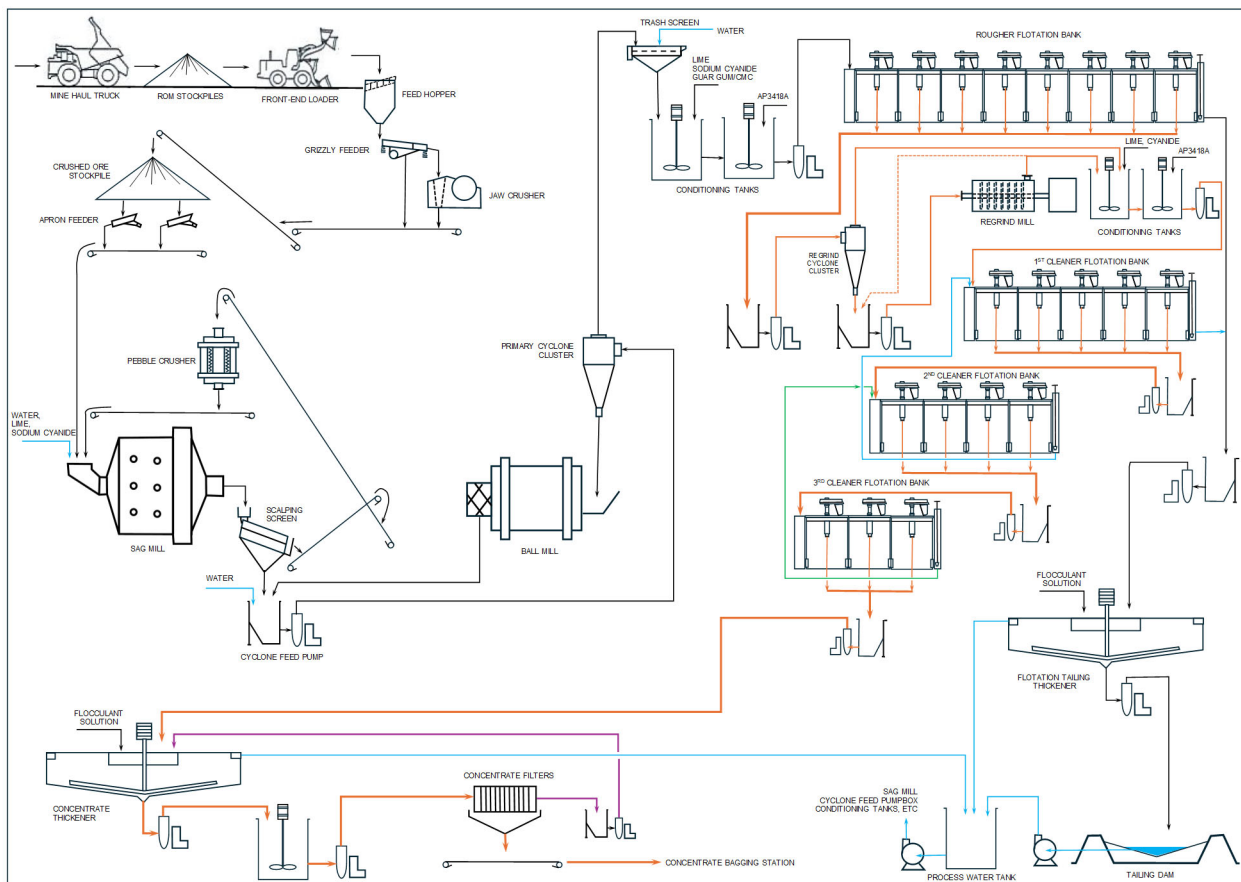 TRASH SCREEN
WATER
ROUGHER FLOTATION BANK
LIME
SODIUM CYANIDE
GUAR GUM/CMC
AP3418A
MINE HAUL TRUCK
ROM STOCKPILES
FRONT-END LOADER
FEED HOPPER
GRIZZLY FEEDER
JAW CRUSHER
CRUSHED ORE
STOCKPILE
APRON FEEDER
CONDITIONING TANKS
LIME, CYANIDE
AP3418A
REGRIND MILL
CONDITIONING TANKS
REGRIND
CYCLONE
CLUSTER
1ST CLEANER FLOTATION BANK
PEBBLE CRUSHER
PRIMARY CYCLONE
CLUSTER
2ND CLEANER FLOTATION BANK
WATER,
LIME,
SODIUM CYANIDE
SAG MILL
SCALPING
SCREEN
BALL MILL
3RD CLEANER FLOTATION BANK
WATER
CYCLONE FEED PUMP
FLOCCULANT
SOLUTION
FLOTATION TAILING
THICKENER
FLOCCULANT
SOLUTION
CONCENTRATE
THICKENER
CONCENTRATE FILTERS
CONCENTRATE BAGGING STATION
SAG MILL
CYCLONE FEED PUMPBOX
CONDITIONING TANKS, ETC
PROCESS WATER TANK
TAILING DAM